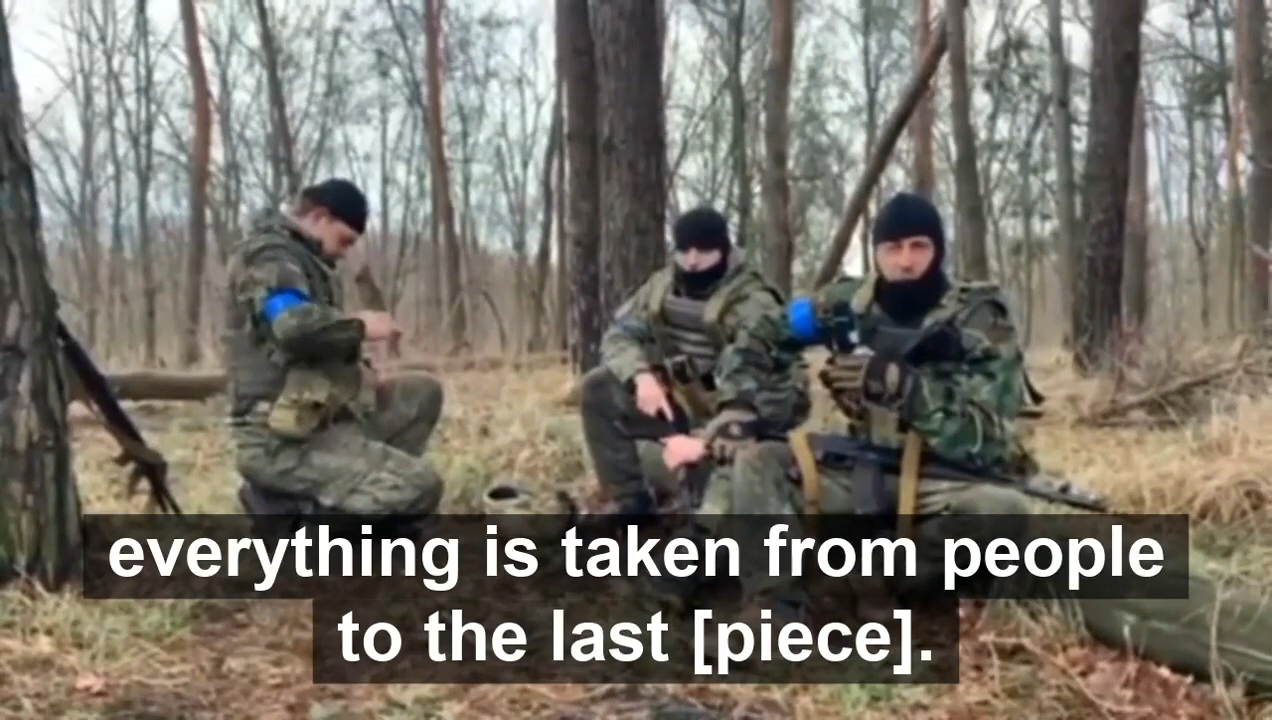 everything is taken from people
to the last [piece].